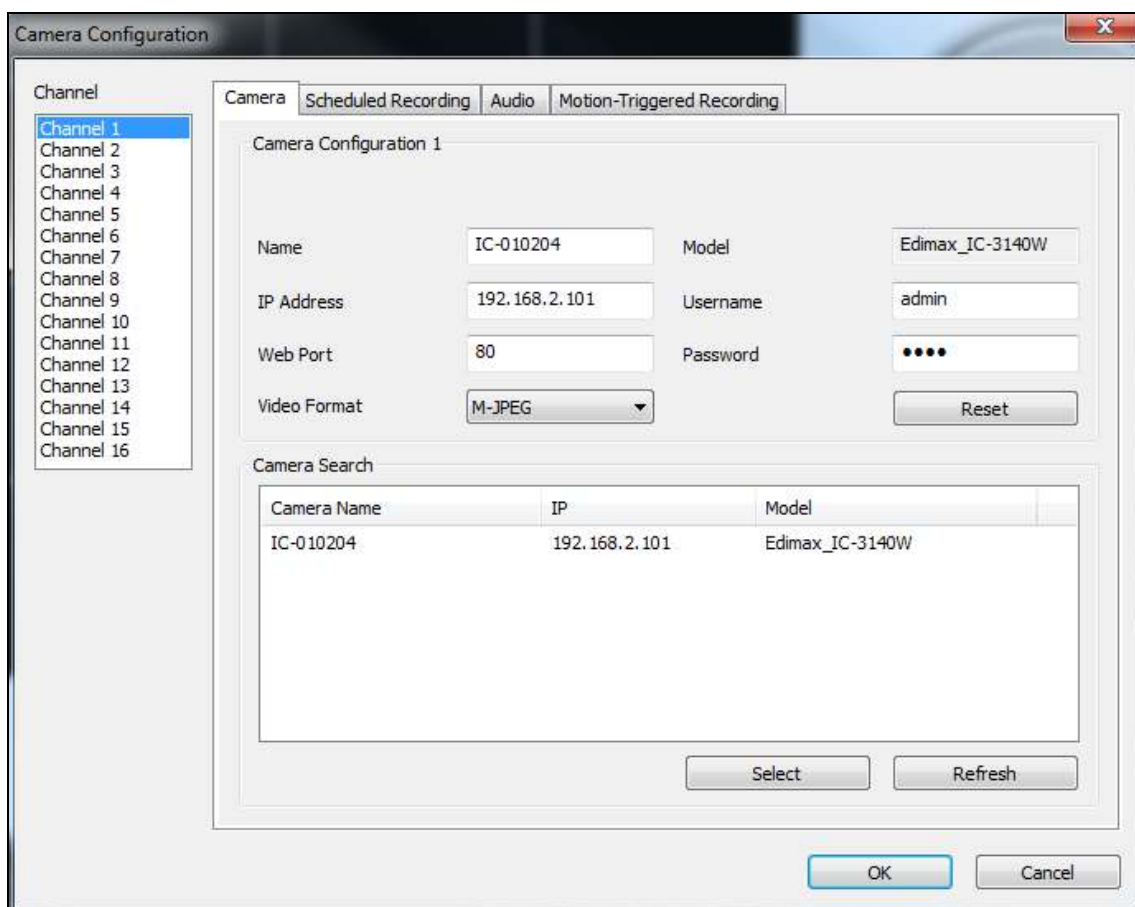 Camera Configuration
Channel
Channel 1
Channel 2
Channel 3
Channel 4
Channel 5
Channel 6
Channel 7
Channel 8
Channel 9
Channel 10
Channel 11
Channel 12
Channel 13
Channel 14
Channel 15
Channel 16
Camera Scheduled Recording Audio Motion-Triggered Recording
Camera Configuration 1
Name IC-010204 Model Edimax_IC-3140W
IP Address 192.168.2.101 Username admin
Web Port 80 Password ••••
Video Format M-JPEG Reset
Camera Search
Camera Name IP Model
IC-010204 192.168.2.101 Edimax_IC-3140W
Select Refresh
OK Cancel